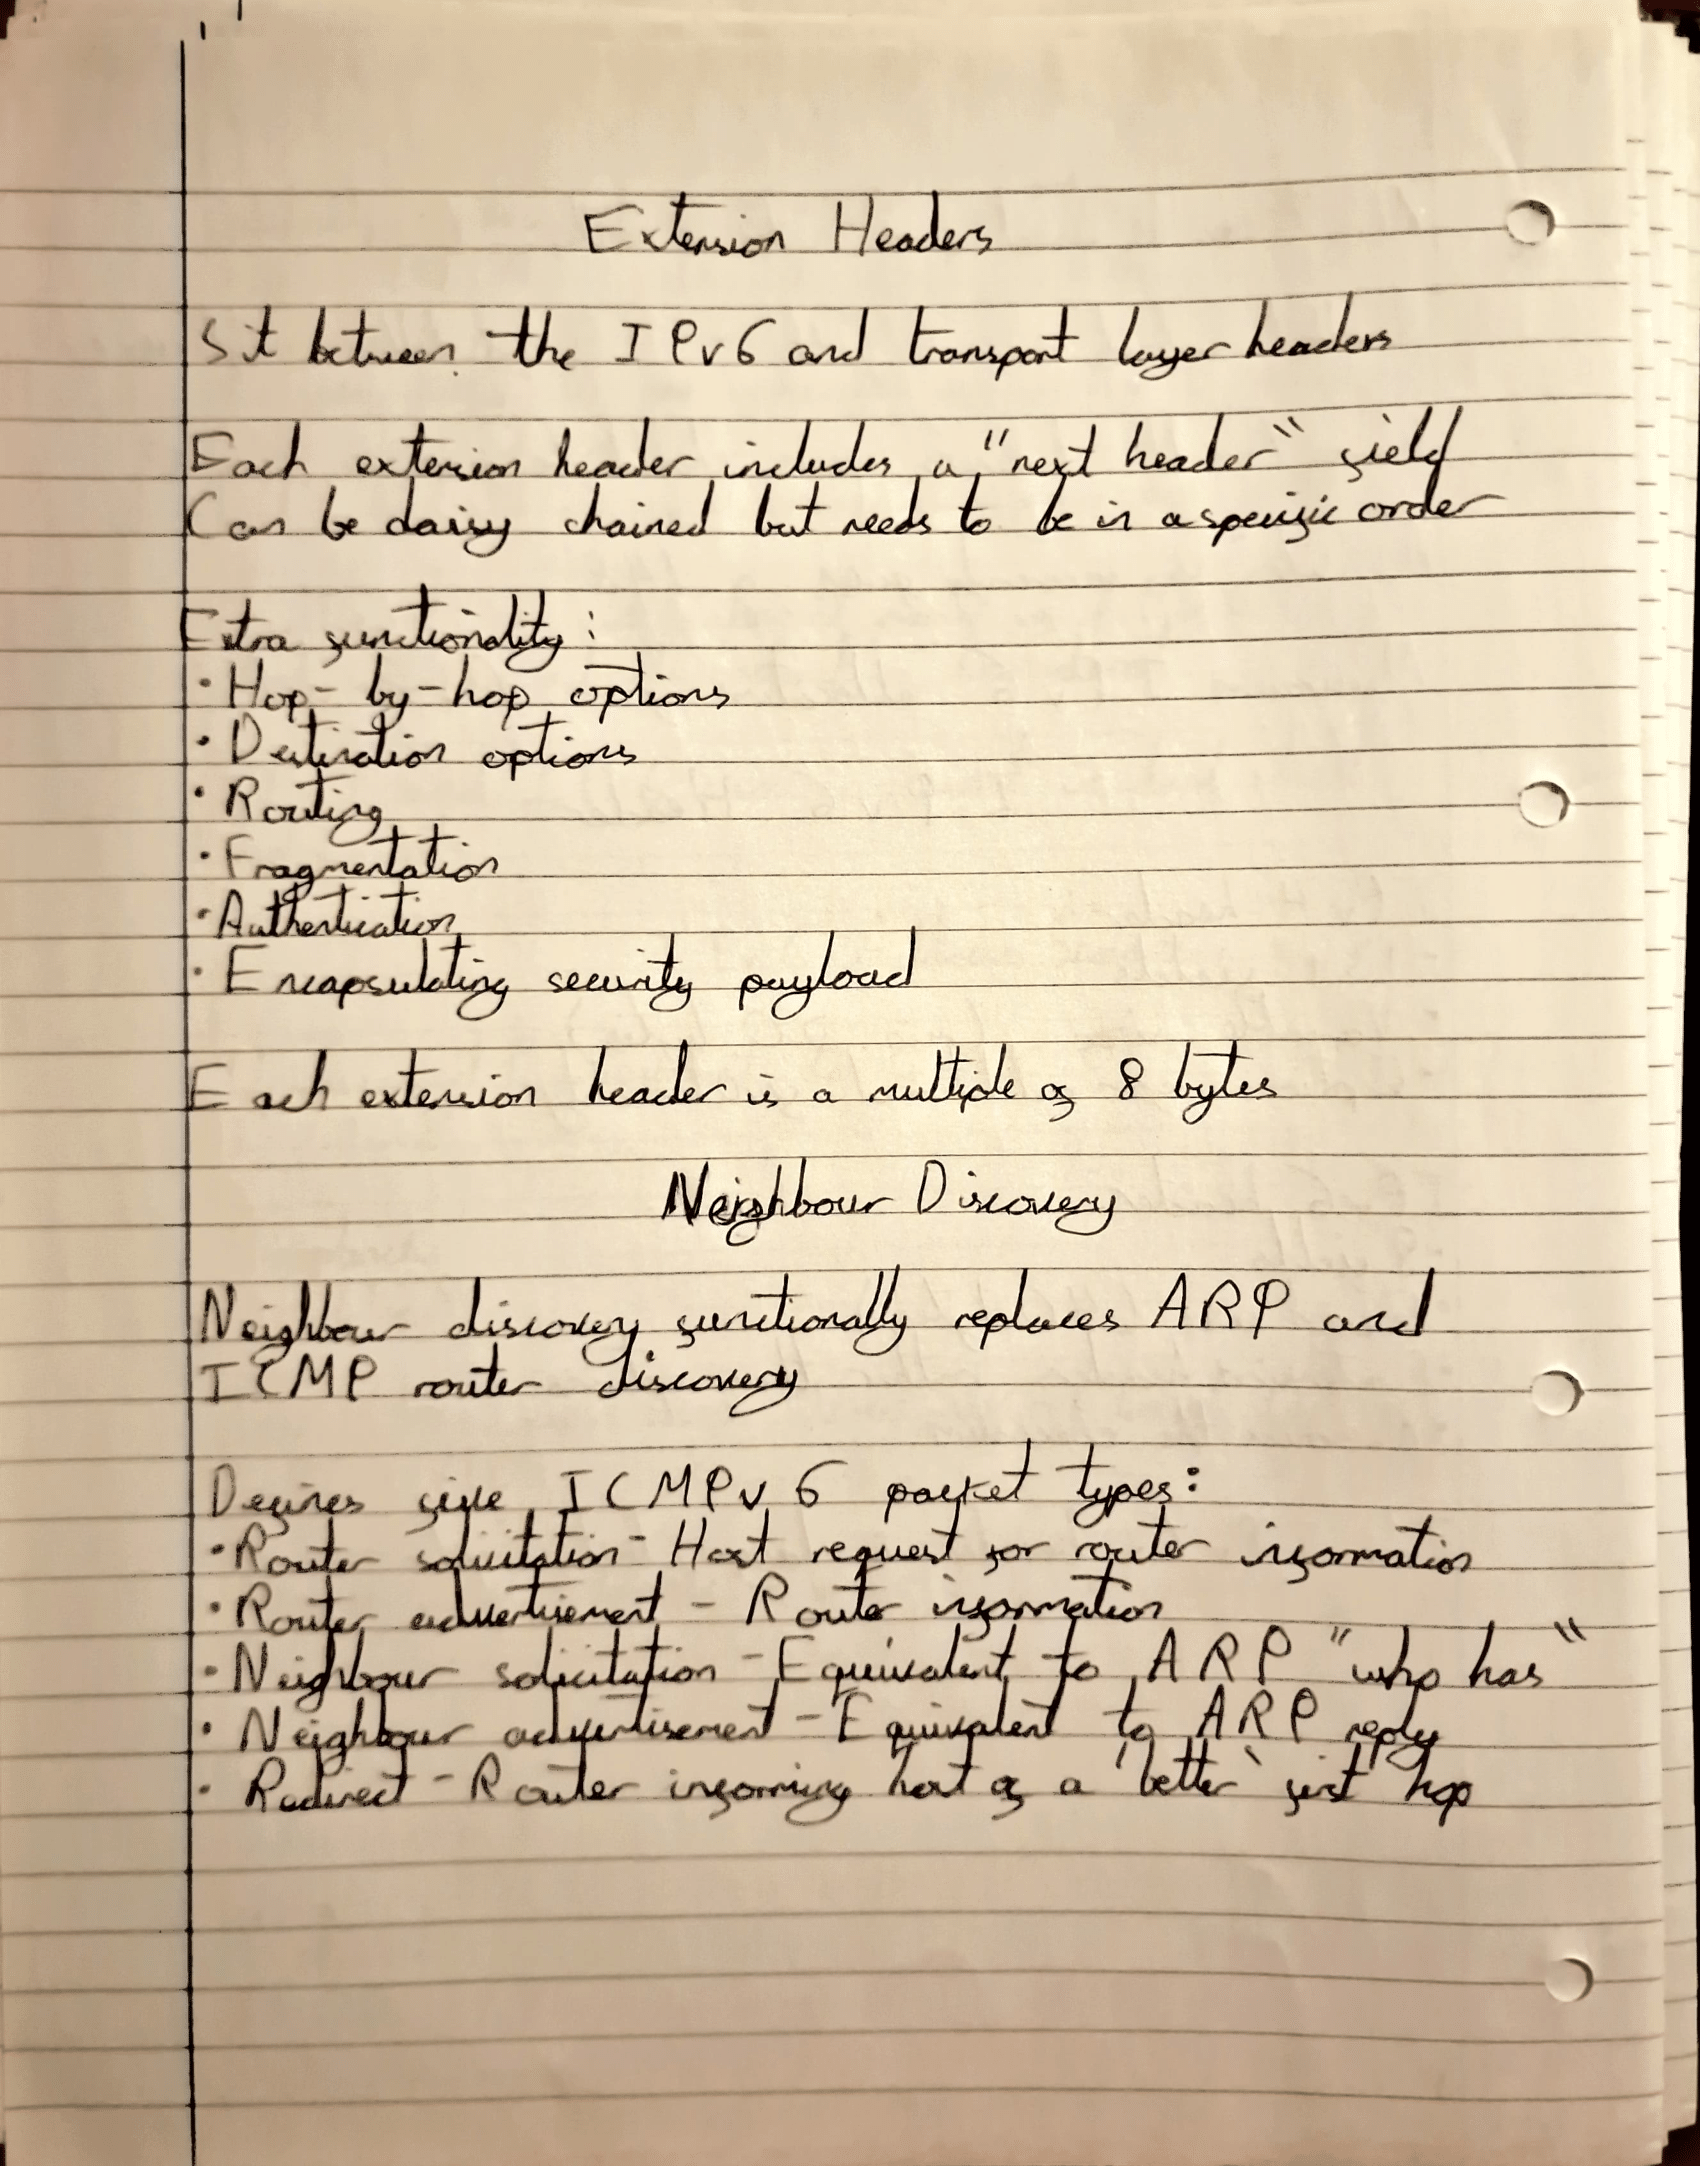 Extension Headers
Sit between the IPv6 and transport layer headers
Each extension header includes a "next header" field
Can be daisy chained but needs to be in a specific order
Extra functionality:
• Hop-by-hop options
• Destination options
• Routing
• Fragmentation
• Authentication
• Encapsulating security payload
Each extension header is a multiple of 8 bytes
Neighbour Discovery
Neighbour discovery functionally replaces ARP and
ICMP router discovery
Defines five ICMPv6 packet types:
• Router solicitation - Host request for router information
• Router advertisement - Router information
• Neighbour solicitation - Equivalent to ARP "who has"
• Neighbour advertisement - Equivalent to ARP reply
• Redirect - Router informing host of a 'better' first hop